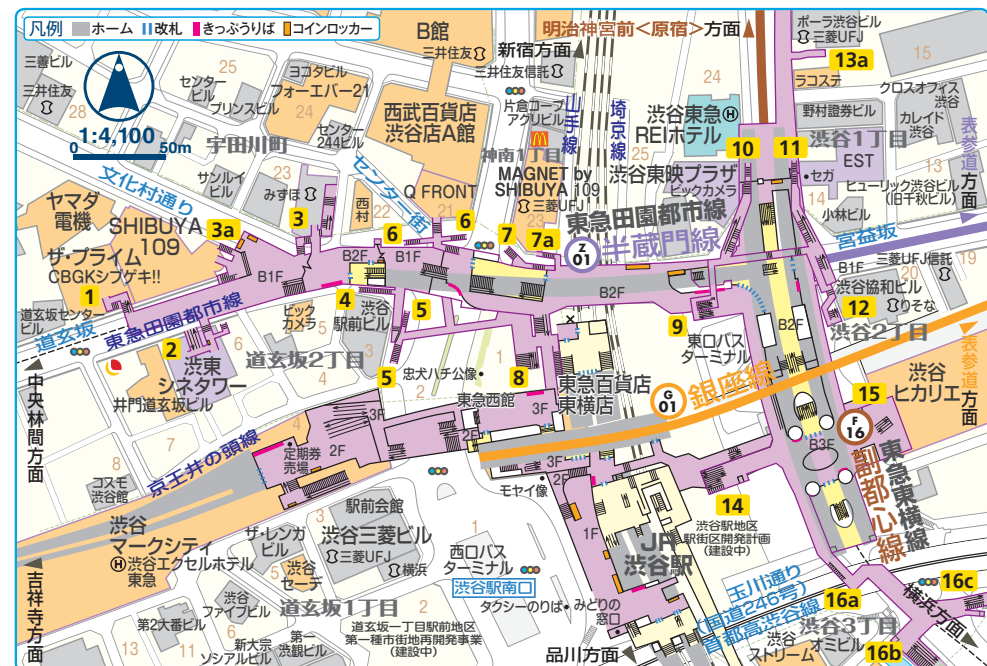 凡例 ホーム 改札 きっぷうりば コインロッカー
1:4,100
0 50m
三善ビル
三井住友
28
25
センタービル
プリンスビル
ヨコタビル
フォーエバー21
24
センター244ビル
宇田川町
サンルイビル
23
みずほ
文化村通り
センター街
B館
三井住友
西武百貨店
渋谷店A館
西村
22
Q FRONT
21
新宿方面
三井住友信託
片倉コープアクリビル
神南1丁目
MAGNET by
SHIBUYA 109
三菱UFJ
23
山手線
埼京線
明治神宮前<原宿>方面
24
渋谷東急
REIホテル
25
渋谷東映プラザ
ビックカメラ
ポーラ渋谷ビル
三菱UFJ
13a
15
ラコステ
クロスオフィス渋谷
野村證券ビル
カレイド渋谷
渋谷1丁目
10
11
EST
セガ
ヒューリック渋谷ビル
(旧千秋ビル)
小林ビル
表参道方面
宮益坂
三菱UFJ信託
20
19
B1F
渋谷協和ビル
りそな
12
渋谷2丁目
ヤマダ電機
SHIBUYA
109
ザ・プライム
CBGKシブゲキ!!
1
3a
3
B1F
B2F
B1F
6
6
7
7a
東急田園都市線
Z
01
半蔵門線
B2F
B2F
道玄坂センタービル
道玄坂
東急田園都市線
2
渋東
シネタワー
井門道玄坂ビル
ビックカメラ
4
渋谷駅前ビル
5
5
道玄坂2丁目
忠犬ハチ公像
8
9
東口バスターミナル
中央林間方面
東急西館
東急百貨店
東横店
G
01
銀座線
表参道方面
15
渋谷
ヒカリエ
F
16
副都心線
東急東横線
B3F
京王井の頭線
定期券売場
3F
2F
2F
3F
3F
2F
1F
モヤイ像
コスモ渋谷館
渋谷
マークシティ
渋谷エクセルホテル
東急
駅前会館
渋谷三菱ビル
三菱UFJ
横浜
ザ・レンガビル
渋谷セーデ
西口バスターミナル
渋谷駅南口
タクシーのりば
みどりの窓口
JR
渋谷駅
14
渋谷駅地区
駅街区開発計画
(建設中)
玉川通り
(国道246号)
首都高渋谷線
吉祥寺方面
渋谷ファイブビル
第2大番ビル
新大宗ソシアルビル
第一渋観ビル
道玄坂1丁目
道玄坂一丁目駅前地区
第一種市街地再開発事業
(建設中)
品川方面
渋谷3丁目
渋谷ストリーム
オミビル
16a
16b
16c
横浜方面